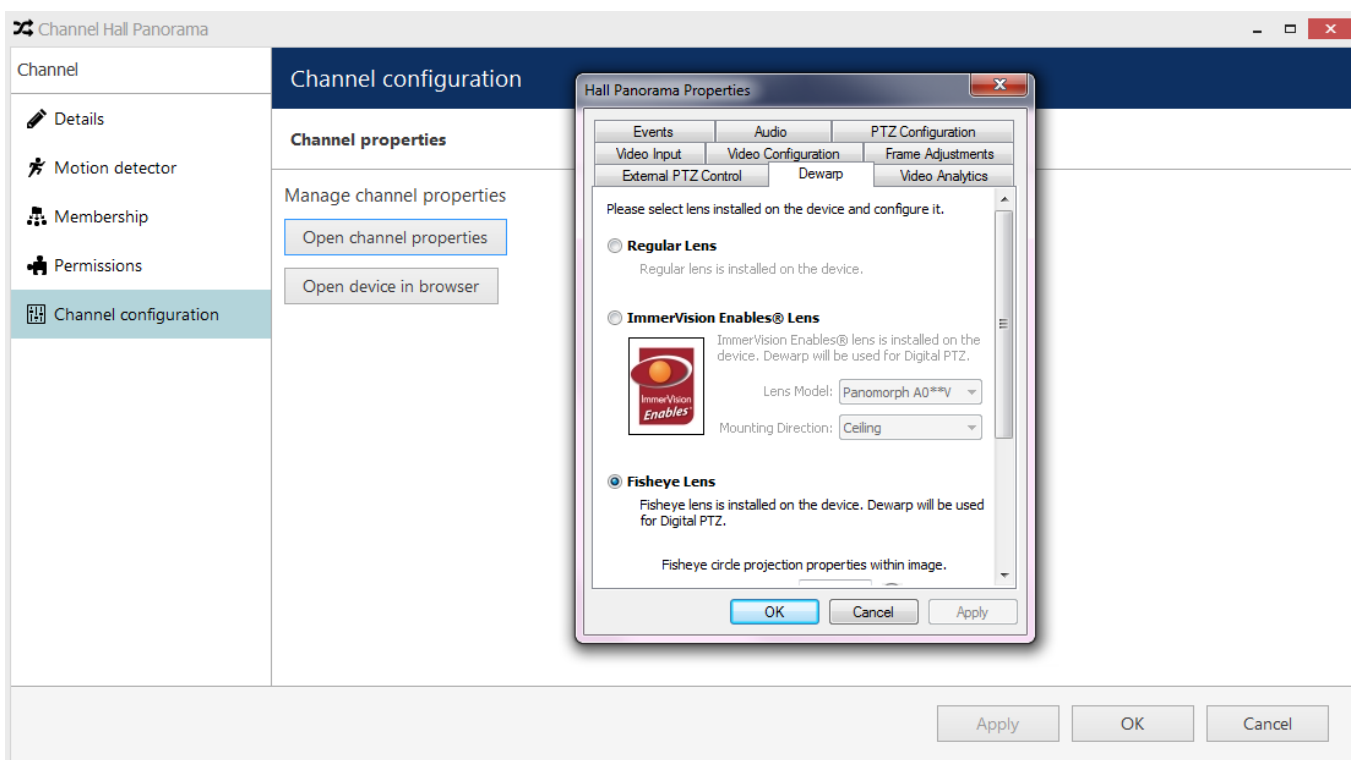 Channel Hall Panorama
Channel
Details
Motion detector
Membership
Permissions
Channel configuration
Channel configuration
Channel properties
Manage channel properties
Open channel properties
Open device in browser
Hall Panorama Properties
Events Audio PTZ Configuration
Video Input Video Configuration Frame Adjustments
External PTZ Control Dewarp Video Analytics
Please select lens installed on the device and configure it.
Regular Lens
Regular lens is installed on the device.
ImmerVision Enables® Lens
ImmerVision
Enables
ImmerVision Enables® lens is installed on the
device. Dewarp will be used for Digital PTZ.
Lens Model: Panomorph A0**V
Mounting Direction: Ceiling
Fisheye Lens
Fisheye lens is installed on the device. Dewarp will be used
for Digital PTZ.
Fisheye circle projection properties within image.
OK Cancel Apply
Apply OK Cancel